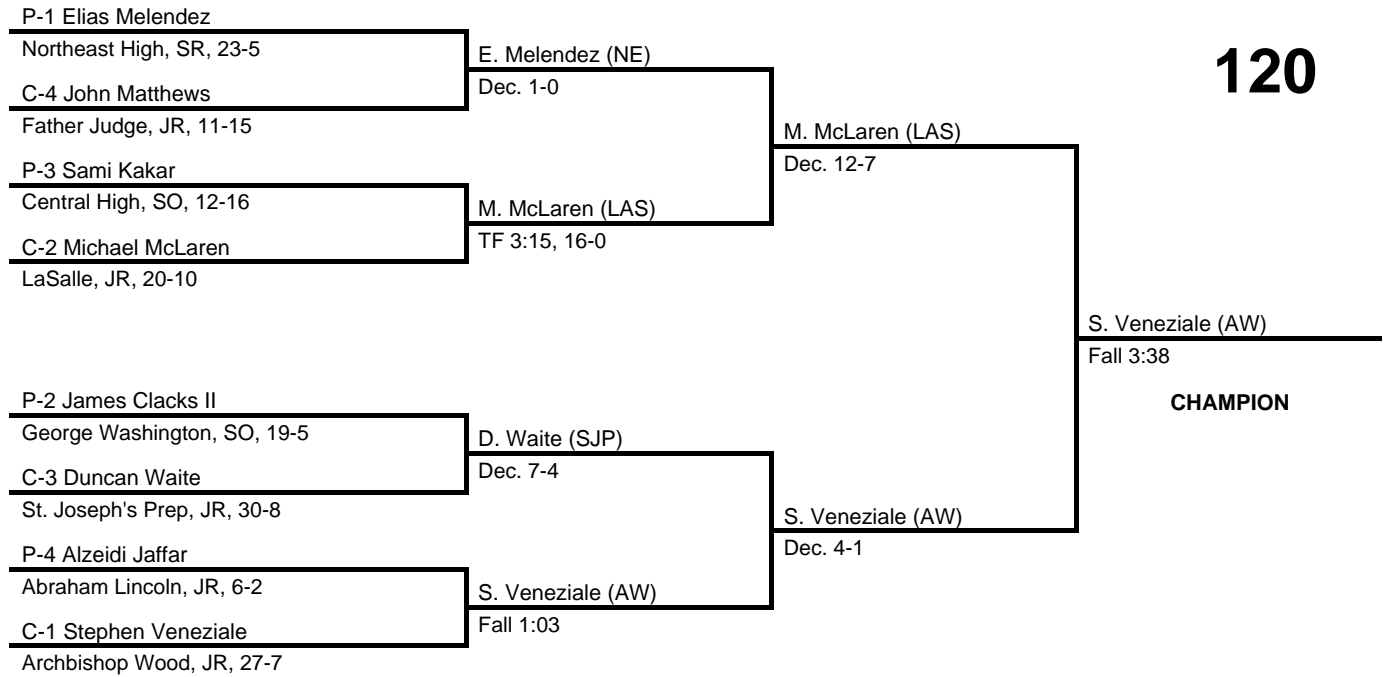 P-1 Elias Melendez
Northeast High, SR, 23-5
E. Melendez (NE)
120
Dec. 1-0
C-4 John Matthews
Father Judge, JR, 11-15
M. McLaren (LAS)
Dec. 12-7
P-3 Sami Kakar
Central High, SO, 12-16
M. McLaren (LAS)
TF 3:15, 16-0
C-2 Michael McLaren
LaSalle, JR, 20-10
S. Veneziale (AW)
Fall 3:38
CHAMPION
P-2 James Clacks II
George Washington, SO, 19-5
D. Waite (SJP)
Dec. 7-4
C-3 Duncan Waite
St. Joseph's Prep, JR, 30-8
S. Veneziale (AW)
Dec. 4-1
P-4 Alzeidi Jaffar
Abraham Lincoln, JR, 6-2
S. Veneziale (AW)
Fall 1:03
C-1 Stephen Veneziale
Archbishop Wood, JR, 27-7